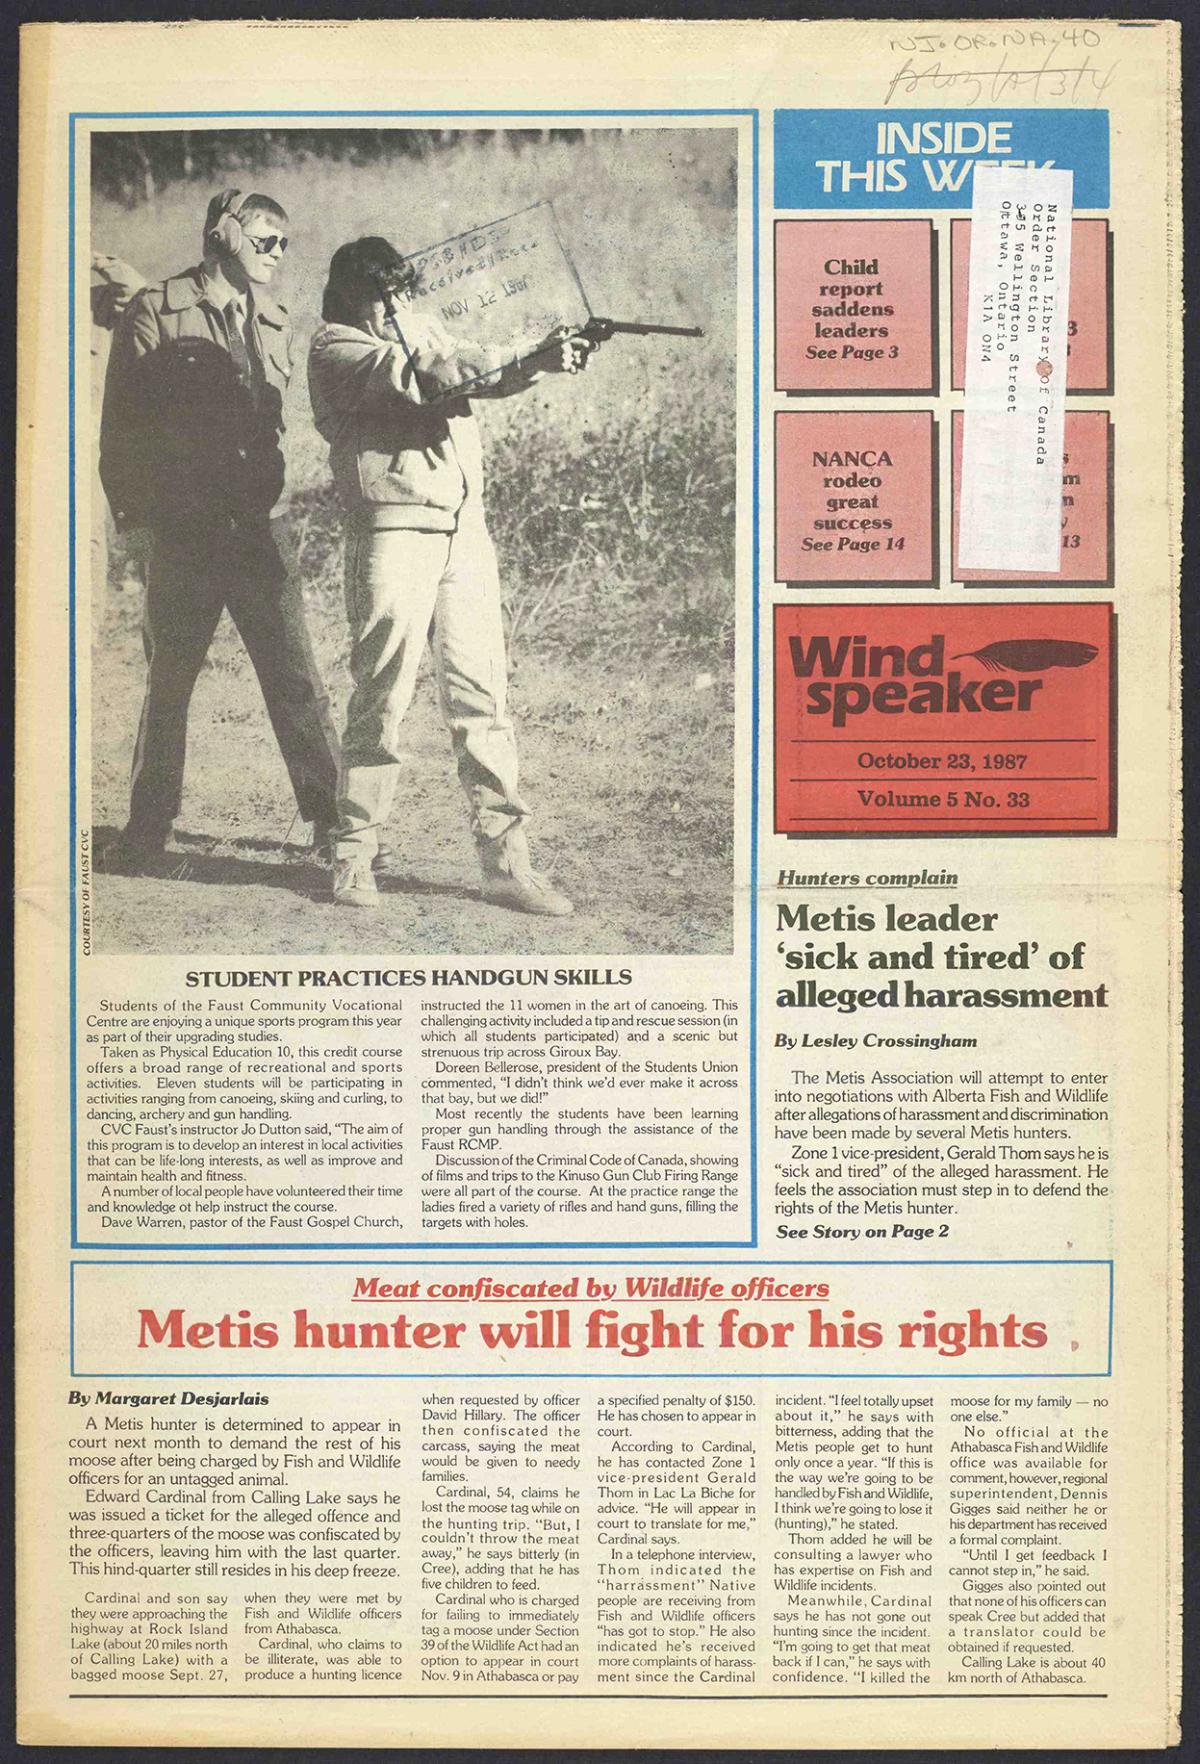 NJ.OR.NA.40
INSIDE
THIS WEEK
Child
report
saddens
leaders
See Page 3
3
NANCA
rodeo
great
success
See Page 14
13
National Library of Canada
Order Section
395 Wellington Street
Ottawa, Ontario
K1A ON4
Received
NOV 12 198
Wind
speaker
October 23, 1987
Volume 5 No. 33
COURTESY OF FAUST CVC
STUDENT PRACTICES HANDGUN SKILLS
Students of the Faust Community Vocational
Centre are enjoying a unique sports program this year
as part of their upgrading studies.
Taken as Physical Education 10, this credit course
offers a broad range of recreational and sports
activities. Eleven students will be participating in
activities ranging from canoeing, skiing and curling, to
dancing, archery and gun handling.
CVC Faust's instructor Jo Dutton said, "The aim of
this program is to develop an interest in local activities
that can be life-long interests, as well as improve and
maintain health and fitness.
A number of local people have volunteered their time
and knowledge ot help instruct the course.
Dave Warren, pastor of the Faust Gospel Church,
instructed the 11 women in the art of canoeing. This
challenging activity included a tip and rescue session (in
which all students participated) and a scenic but
strenuous trip across Giroux Bay.
Doreen Bellerose, president of the Students Union
commented, "I didn't think we'd ever make it across
that bay, but we did!"
Most recently the students have been learning
proper gun handling through the assistance of the
Faust RCMP.
Discussion of the Criminal Code of Canada, showing
of films and trips to the Kinuso Gun Club Firing Range
were all part of the course. At the practice range the
ladies fired a variety of rifles and hand guns, filling the
targets with holes.
Hunters complain
Metis leader
'sick and tired' of
alleged harassment
By Lesley Crossingham
The Metis Association will attempt to enter
into negotiations with Alberta Fish and Wildlife
after allegations of harassment and discrimination
have been made by several Metis hunters.
Zone 1 vice-president, Gerald Thom says he is
"sick and tired" of the alleged harassment. He
feels the association must step in to defend the
rights of the Metis hunter.
See Story on Page 2
Meat confiscated by Wildlife officers
Metis hunter will fight for his rights
By Margaret Desjarlais
A Metis hunter is determined to appear in
court next month to demand the rest of his
moose after being charged by Fish and Wildlife
officers for an untagged animal.
Edward Cardinal from Calling Lake says he
was issued a ticket for the alleged offence and
three-quarters of the moose was confiscated by
the officers, leaving him with the last quarter.
This hind-quarter still resides in his deep freeze.
Cardinal and son say
they were approaching the
highway at Rock Island
Lake (about 20 miles north
of Calling Lake) with a
bagged moose Sept. 27,
when they were met by
Fish and Wildlife officers
from Athabasca.
Cardinal, who claims to
be illiterate, was able to
produce a hunting licence
when requested by officer
David Hillary. The officer
then confiscated the
carcass, saying the meat
would be given to needy
families.
Cardinal, 54, claims he
lost the moose tag while on
the hunting trip. "But, I
couldn't throw the meat
away," he says bitterly (in
Cree), adding that he has
five children to feed.
Cardinal who is charged
for failing to immediately
tag a moose under Section
39 of the Wildlife Act had an
option to appear in court
Nov. 9 in Athabasca or pay
a specified penalty of $150.
He has chosen to appear in
court.
According to Cardinal,
he has contacted Zone 1
vice-president Gerald
Thom in Lac La Biche for
advice. "He will appear in
court to translate for me,"
Cardinal says.
In a telephone interview,
Thom indicated the
"harrassment" Native
people are receiving from
Fish and Wildlife officers
"has got to stop." He also
indicated he's received
more complaints of harass-
ment since the Cardinal
incident. "I feel totally upset
about it," he says with
bitterness, adding that the
Metis people get to hunt
only once a year. "If this is
the way we're going to be
handled by Fish and Wildlife,
I think we're going to lose it
(hunting)," he stated.
Thom added he will be
consulting a lawyer who
has expertise on Fish and
Wildlife incidents.
Meanwhile, Cardinal
says he has not gone out
hunting since the incident.
"I'm going to get that meat
back if I can," he says with
confidence. "I killed the
moose for my family — no
one else."
No official at the
Athabasca Fish and Wildlife
office was available for
comment, however, regional
superintendent, Dennis
Gigges said neither he or
his department has received
a formal complaint.
"Until I get feedback I
cannot step in," he said.
Gigges also pointed out
that none of his officers can
speak Cree but added that
a translator could be
obtained if requested.
Calling Lake is about 40
km north of Athabasca.